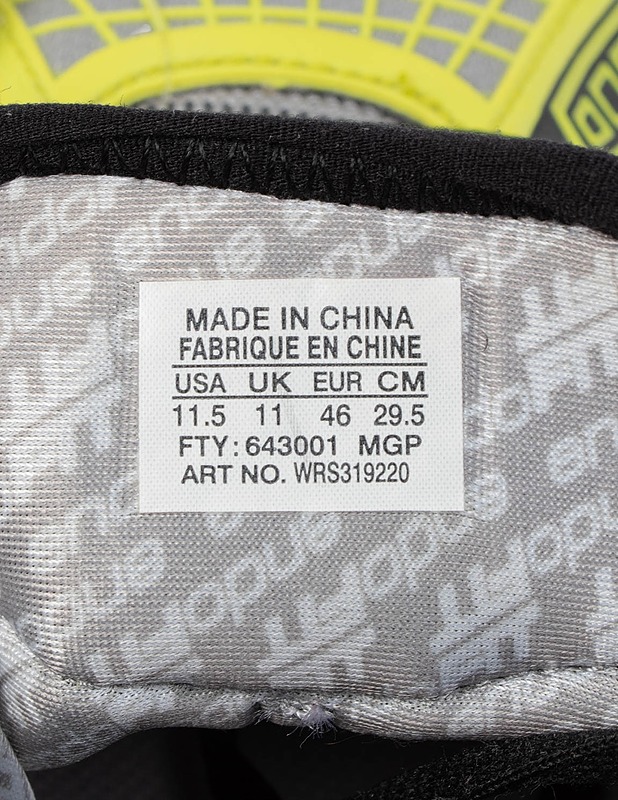 MADE IN CHINA
FABRIQUE EN CHINE
USA UK EUR CM
11.5 11 46 29.5
FTY: 643001 MGP
ART NO. WRS319220